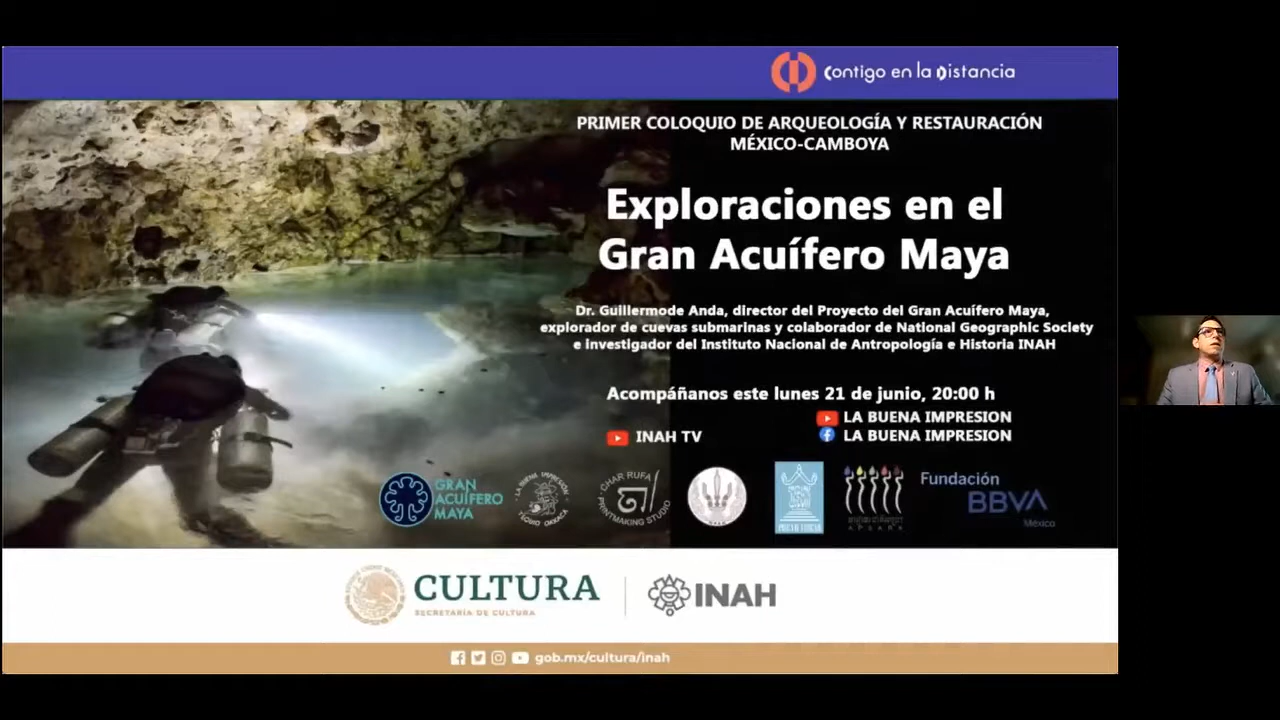 Contigo en la Distancia
PRIMER COLOQUIO DE ARQUEOLOGÍA Y RESTAURACIÓN
MÉXICO-CAMBOYA
Exploraciones en el
Gran Acuífero Maya
Dr. Guillermode Anda, director del Proyecto del Gran Acuífero Maya,
explorador de cuevas submarinas y colaborador de National Geographic Society
e investigador del Instituto Nacional de Antropología e Historia INAH
Acompáñanos este lunes 21 de junio, 20:00 h
INAH TV
LA BUENA IMPRESION
LA BUENA IMPRESION
GRAN
ACUÍFERO
MAYA
LA BUENA IMPRESIÓN
CHAR RUFA
PRINTMAKING STUDIO
APSARA
Fundación
BBVA
México
CULTURA
SECRETARÍA DE CULTURA
INAH
gob.mx/cultura/inah